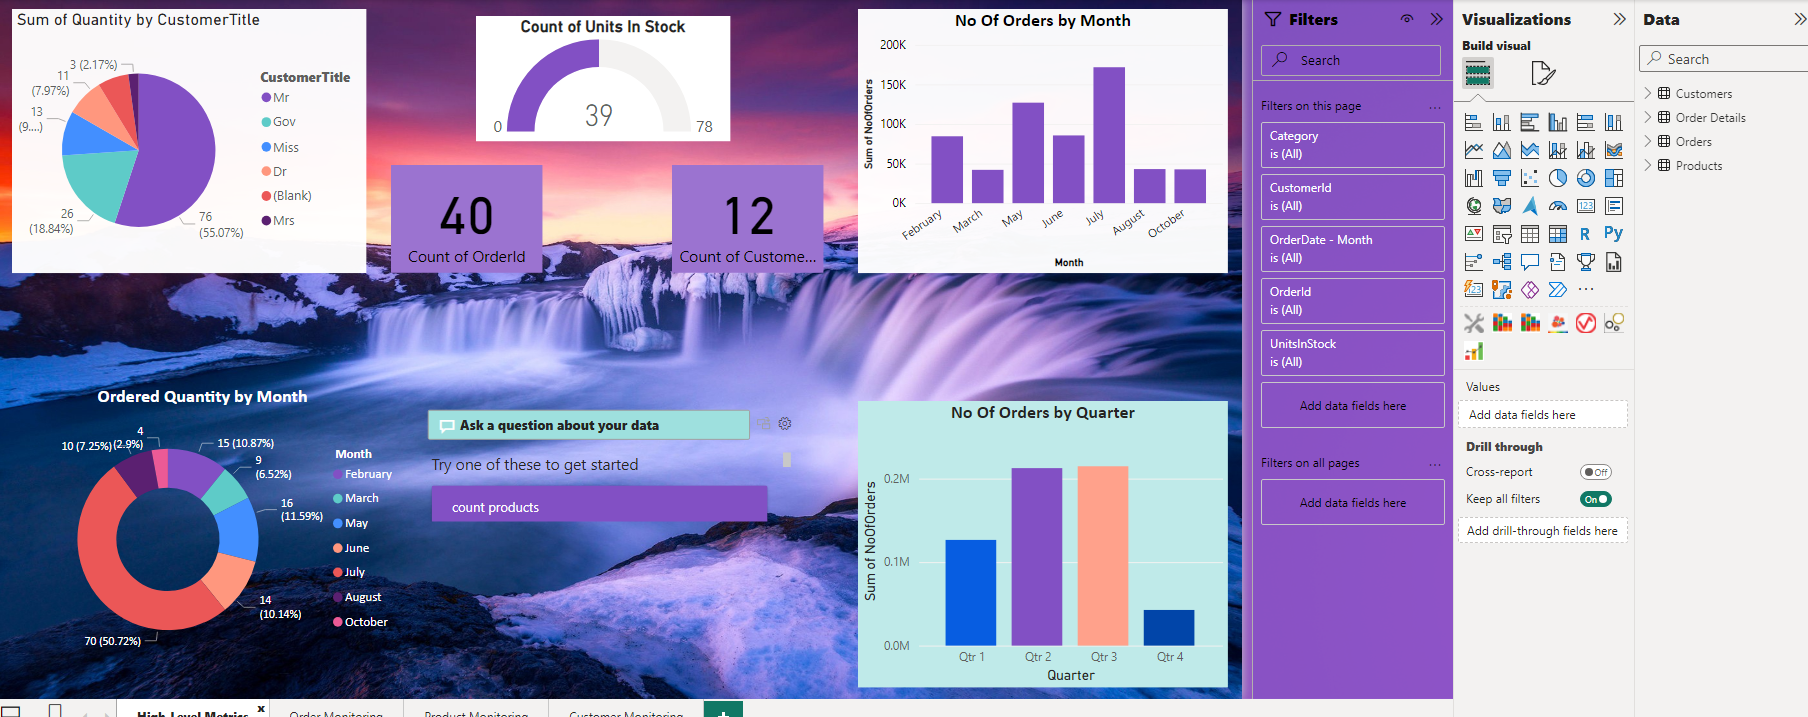 Sum of Quantity by CustomerTitle
3 (2.17%)
11
(7.97%)
13
(9....)
26
(18.84%)
76
(55.07%)
CustomerTitle
Mr
Gov
Miss
Dr
(Blank)
Mrs
Count of Units In Stock
39
0
78
40
Count of OrderId
12
Count of Custome...
No Of Orders by Month
Sum of NoOfOrders
200K
150K
100K
50K
0K
February
March
May
June
July
August
October
Month
Ordered Quantity by Month
4
(2.9%)
10 (7.25%)
15 (10.87%)
9
(6.52%)
16
(11.59%)
14
(10.14%)
70 (50.72%)
Month
February
March
May
June
July
August
October
Ask a question about your data
Try one of these to get started
count products
No Of Orders by Quarter
Sum of NoOfOrders
0.2M
0.1M
0.0M
Qtr 1
Qtr 2
Qtr 3
Qtr 4
Quarter
Filters
Search
Filters on this page
...
Category
is (All)
CustomerId
is (All)
OrderDate - Month
is (All)
OrderId
is (All)
UnitsInStock
is (All)
Add data fields here
Filters on all pages
...
Add data fields here
Visualizations
Build visual
123
R
Py
123
...
Values
Add data fields here
Drill through
Cross-report
Off
Keep all filters
On
Add drill-through fields here
Data
Search
Customers
Order Details
Orders
Products
High Level Metrics
x
Order Monitoring
Product Monitoring
Customer Monitoring
+